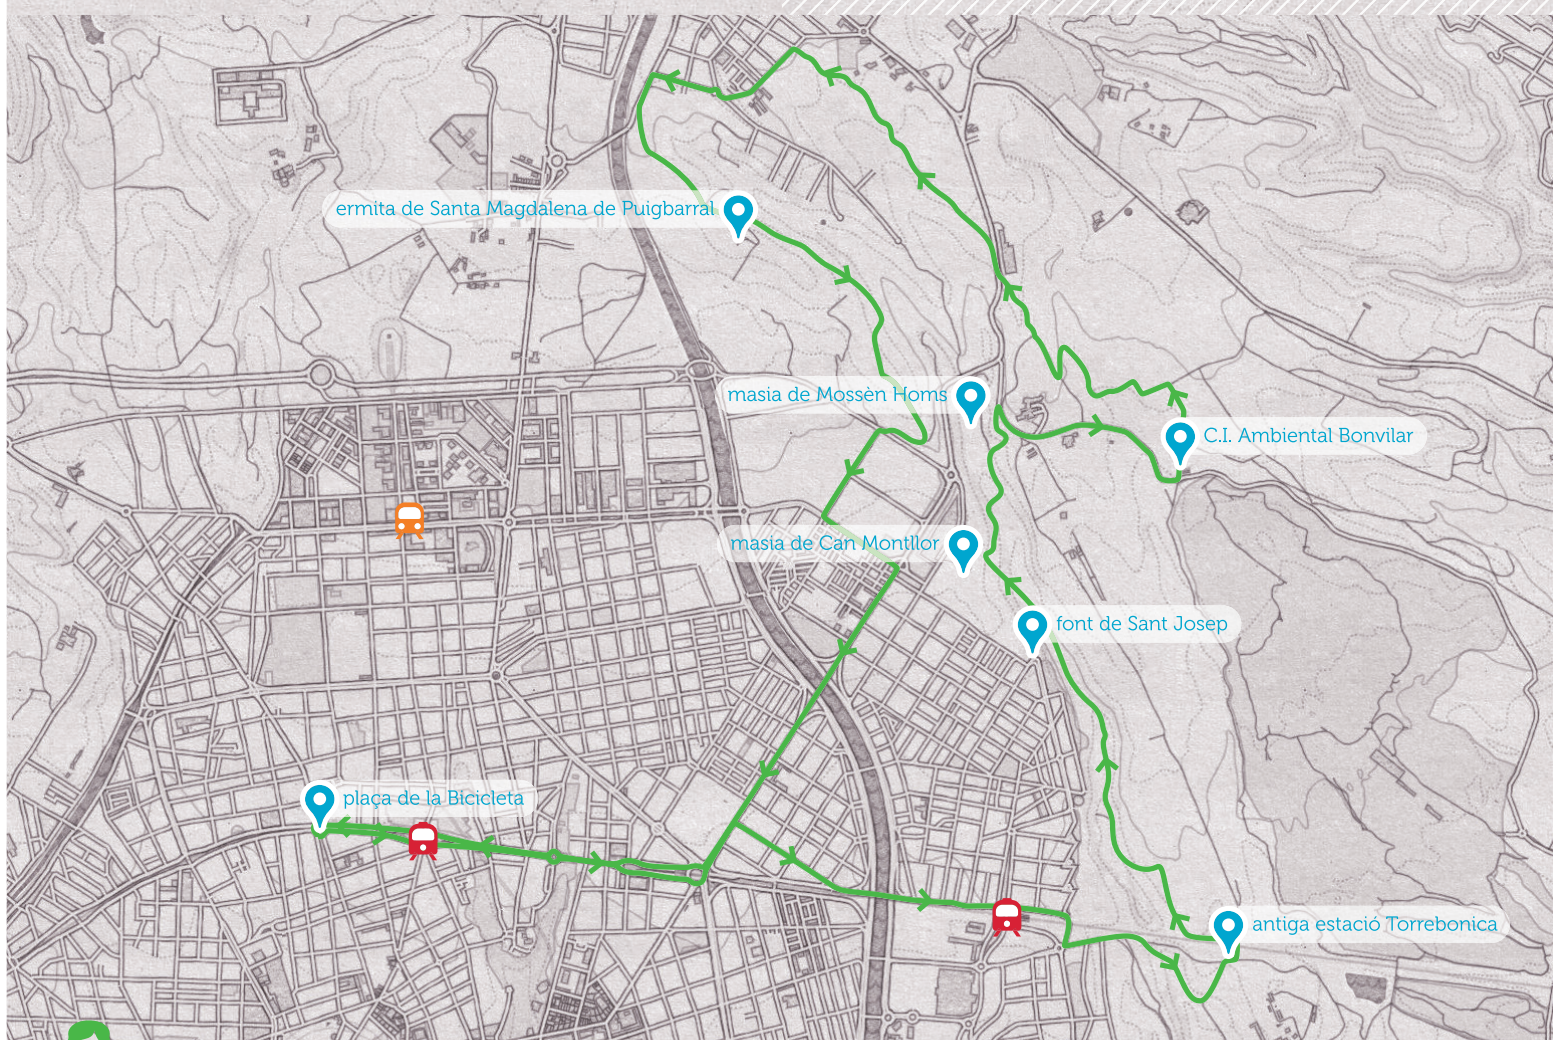 ermita de Santa Magdalena de Puigbarral
masia de Mossèn Homs
C.I. Ambiental Bonvilar
masia de Can Montllor
font de Sant Josep
plaça de la Bicicleta
antiga estació Torrebonica